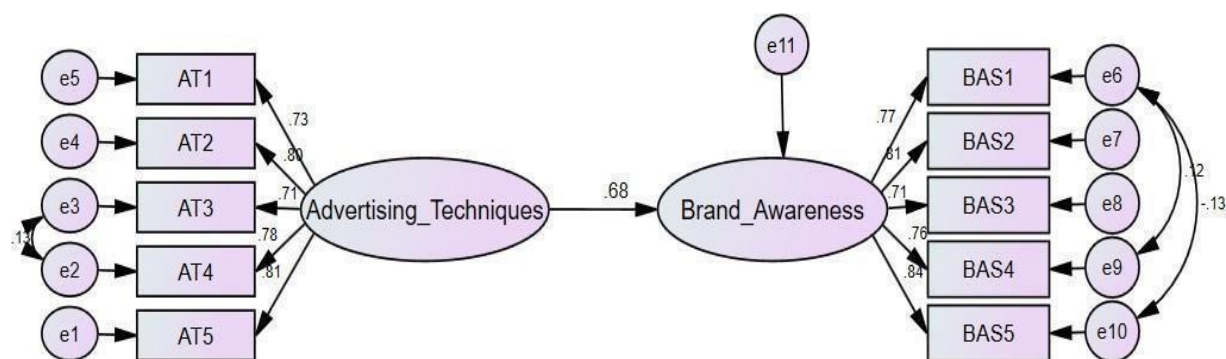 e11
e5 AT1 BAS1 e6
.73 .77
e4 AT2 BAS2 e7
.80 .81
.12
e3 AT3 .71 Advertising_Techniques .68 Brand_Awareness .71 BAS3 e8 -.13
.13 .78 .76
e2 AT4 .81 .84 BAS4 e9
e1 AT5 BAS5 e10